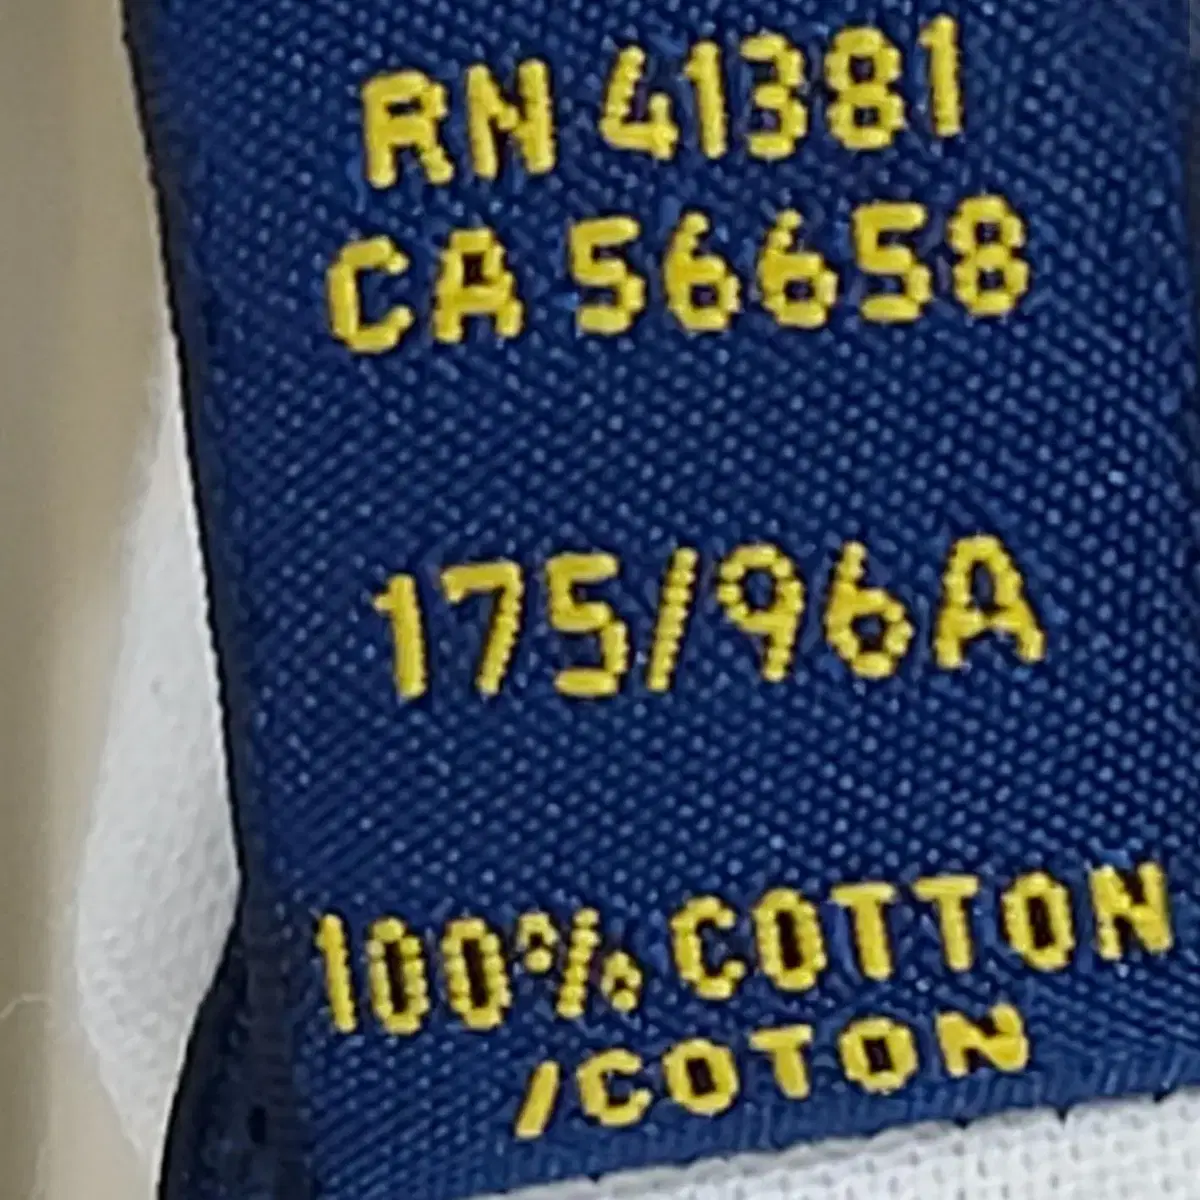 RN 41381
CA 56658
175/96A
100% COTTON
/COTON